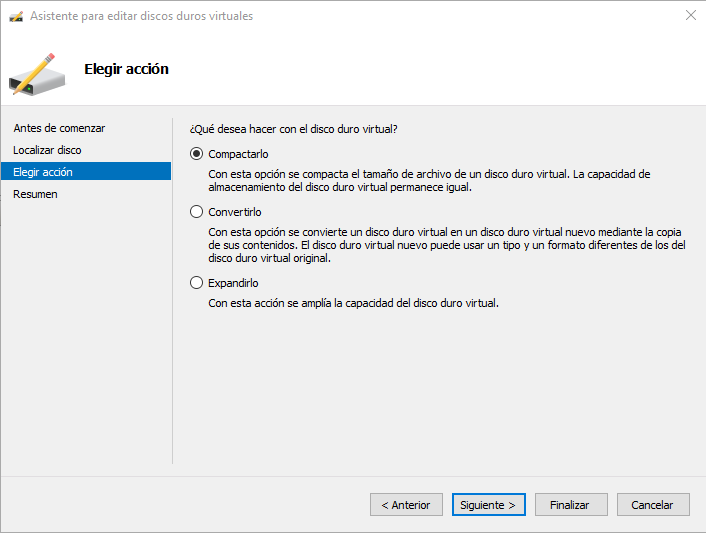 Asistente para editar discos duros virtuales
Elegir acción
Antes de comenzar
Localizar disco
Elegir acción
Resumen
¿Qué desea hacer con el disco duro virtual?
Compactarlo
Con esta opción se compacta el tamaño de archivo de un disco duro virtual. La capacidad de
almacenamiento del disco duro virtual permanece igual.
Convertirlo
Con esta opción se convierte un disco duro virtual en un disco duro virtual nuevo mediante la copia
de sus contenidos. El disco duro virtual nuevo puede usar un tipo y un formato diferentes de los del
disco duro virtual original.
Expandirlo
Con esta acción se amplía la capacidad del disco duro virtual.
< Anterior
Siguiente >
Finalizar
Cancelar